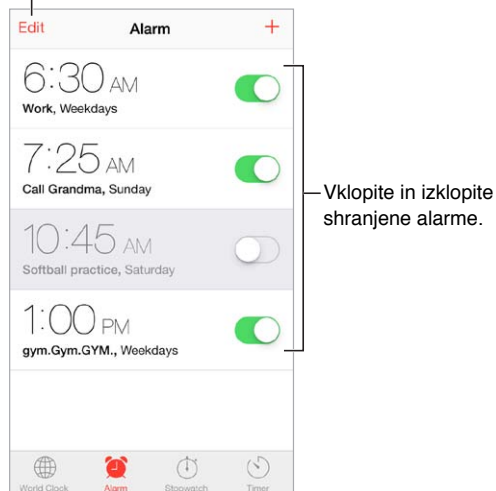 Edit Alarm +
6:30 AM
Work, Weekdays
7:25 AM
Call Grandma, Sunday
Vklopite in izklopite
shranjene alarme.
10:45 AM
Softball practice, Saturday
1:00 PM
gym.Gym.GYM., Weekdays
World Clock Alarm Stopwatch Timer